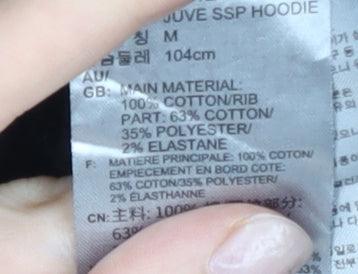 JUVE SSP HOODIE
칭 M
둘레 104cm
AU/
GB: MAIN MATERIAL:
100% COTTON/RIB
PART: 63% COTTON/
35% POLYESTER/
2% ELASTANE
F: MATIERE PRINCIPALE: 100% COTON/
EMPIECEMENT EN BORD COTE:
63% COTON/35% POLYESTER/
2% ELASTHANNE
CN: 主料: 100%
63%